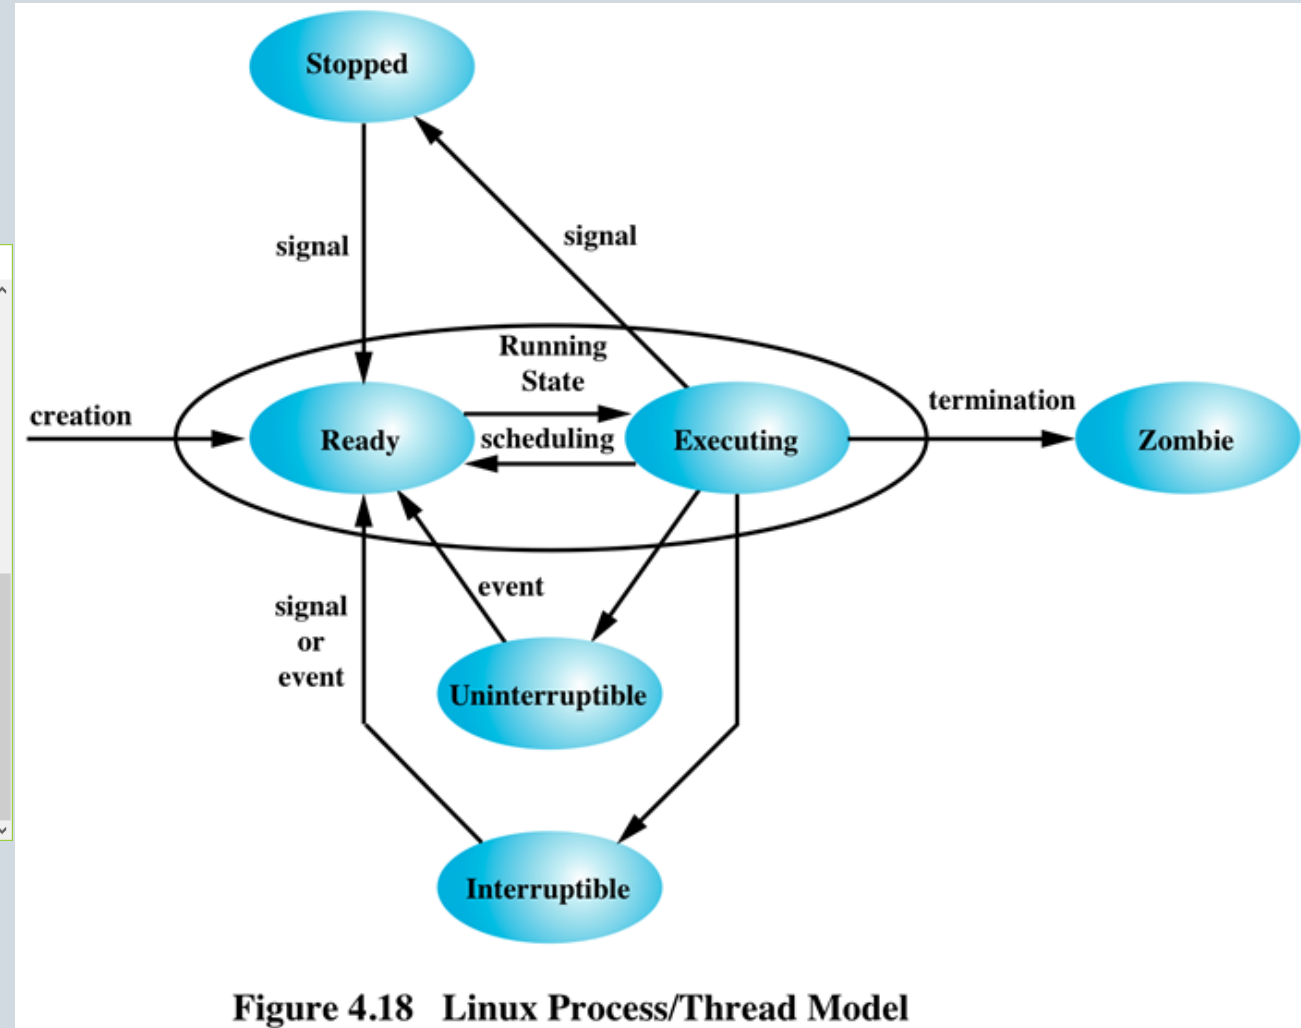 Stopped
signal
signal
Running
State
creation
termination
Ready
scheduling
Executing
Zombie
event
signal
or
event
Uninterruptible
Interruptible
Figure 4.18 Linux Process/Thread Model